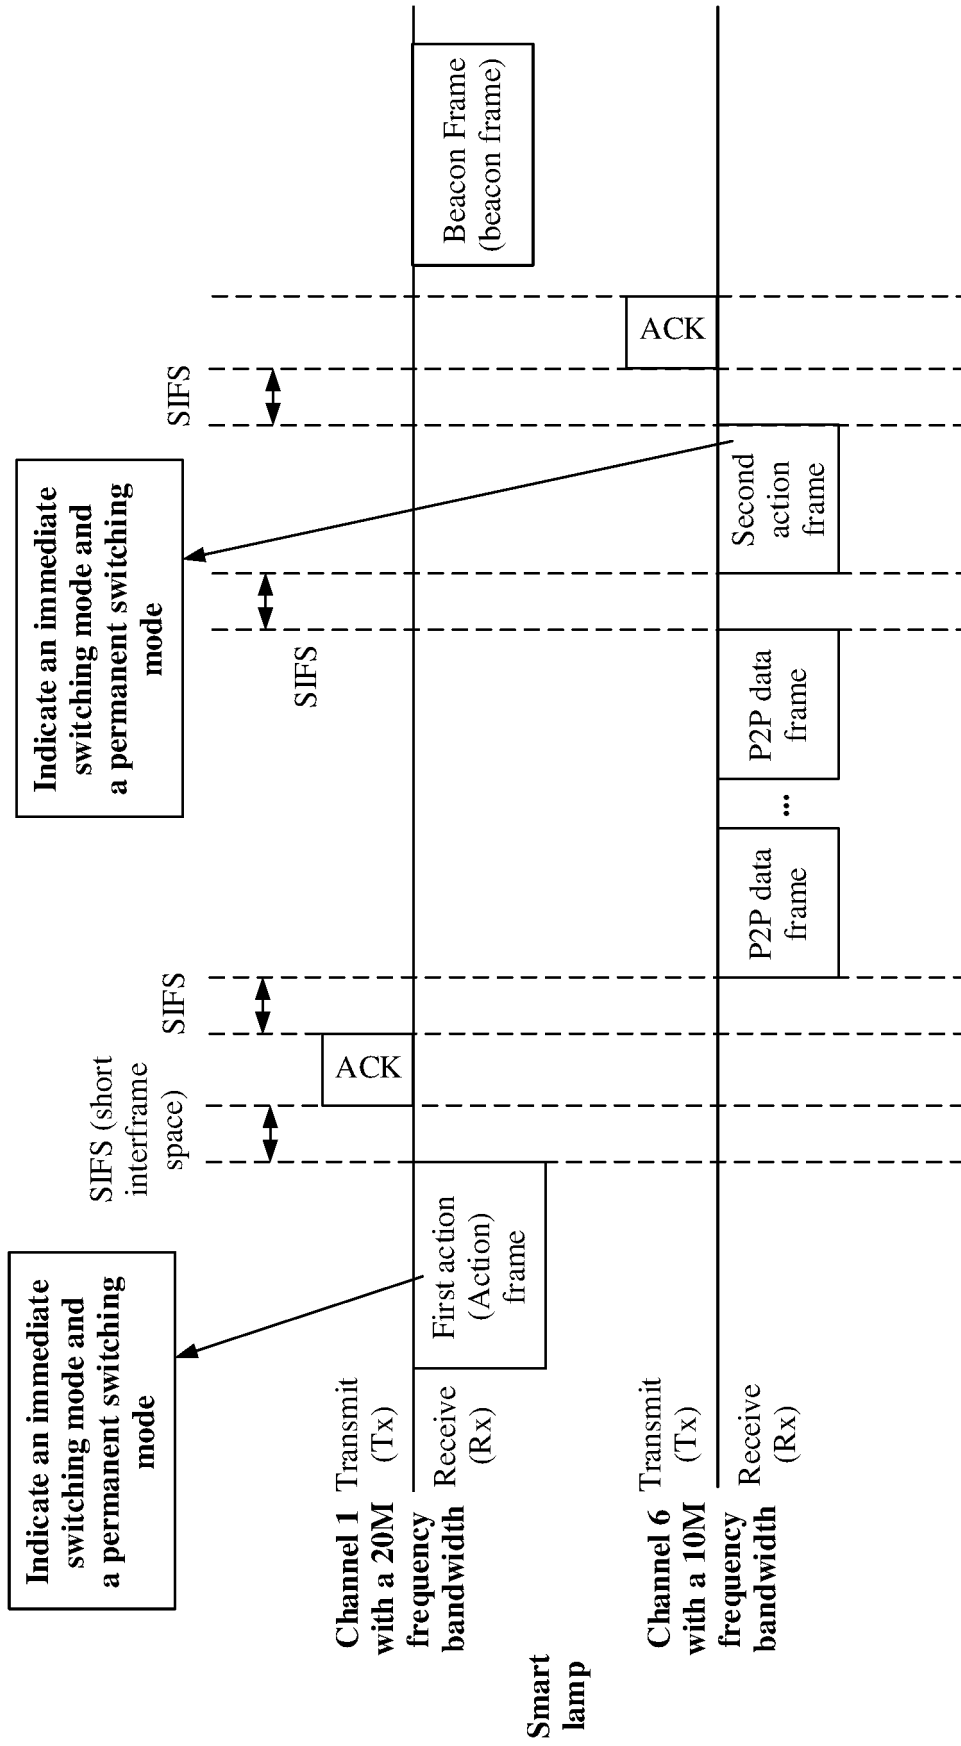 Indicate an immediate
switching mode and
a permanent switching
mode
Indicate an immediate
switching mode and
a permanent switching
mode
SIFS (short
interframe
space)
SIFS
SIFS
SIFS
Smart
lamp
Channel 1
with a 20M
frequency
bandwidth
Transmit
(Tx)
Receive
(Rx)
First action
(Action)
frame
ACK
Beacon Frame
(beacon frame)
Channel 6
with a 10M
frequency
bandwidth
Transmit
(Tx)
Receive
(Rx)
P2P data
frame
...
P2P data
frame
Second
action
frame
ACK